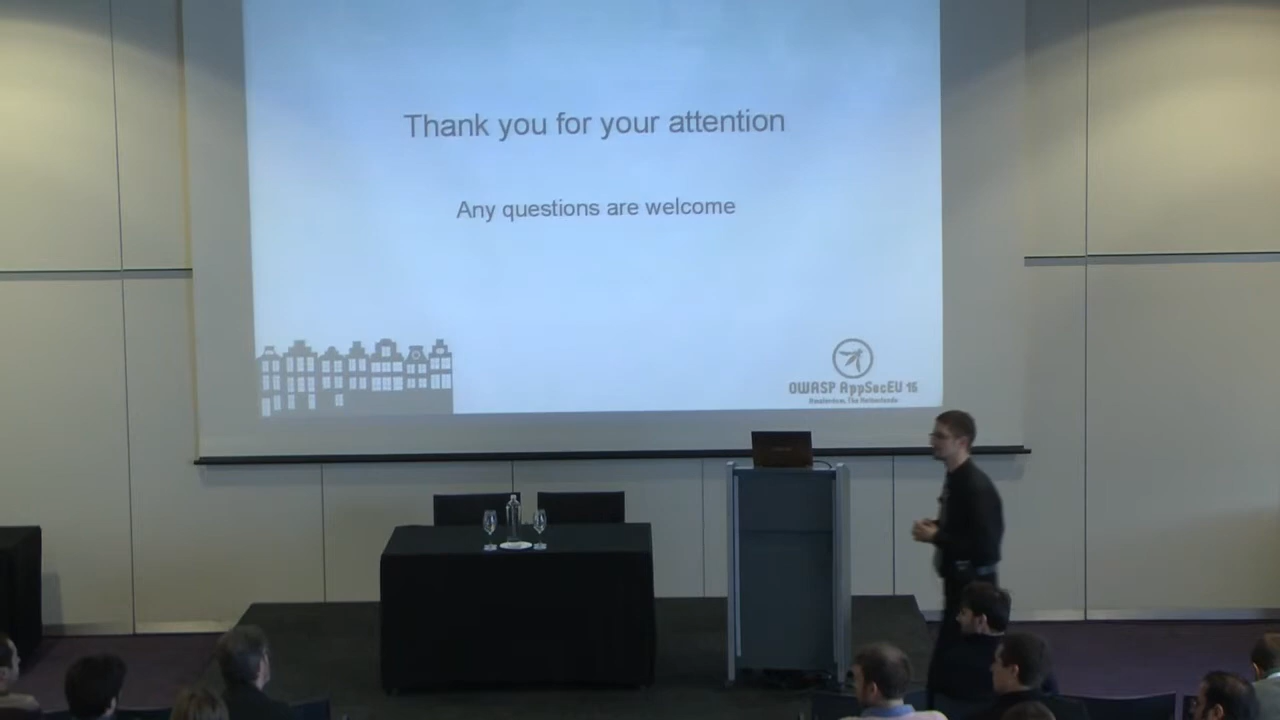 Thank you for your attention
Any questions are welcome
OWASP AppSecEU 15
Amsterdam, The Netherlands